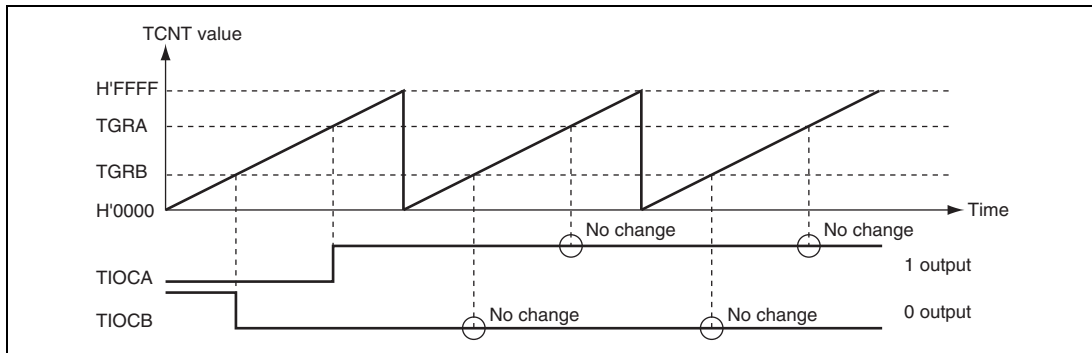 TCNT value
H'FFFF
TGRA
TGRB
H'0000
Time
No change
No change
TIOCA
1 output
No change
No change
TIOCB
0 output